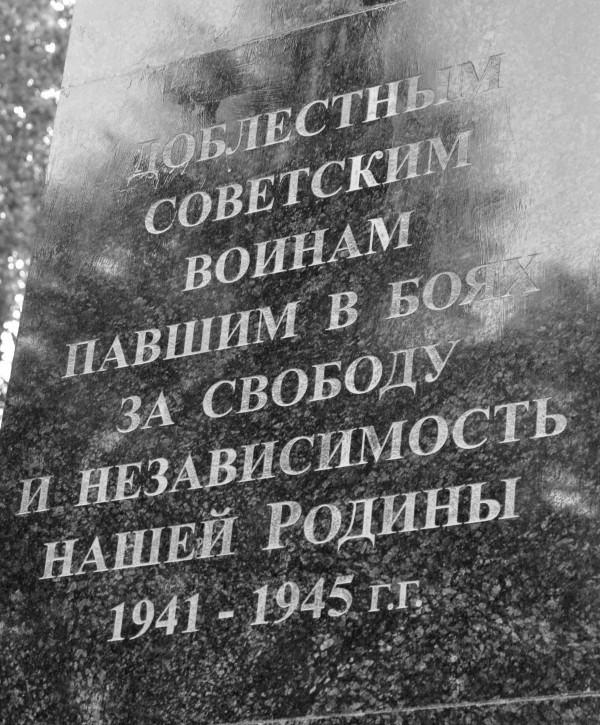 ДОБЛЕСТНЫМ
СОВЕТСКИМ
ВОИНАМ
ПАВШИМ В БОЯХ
ЗА СВОБОДУ
И НЕЗАВИСИМОСТЬ
НАШЕЙ РОДИНЫ
1941 - 1945 г.г.